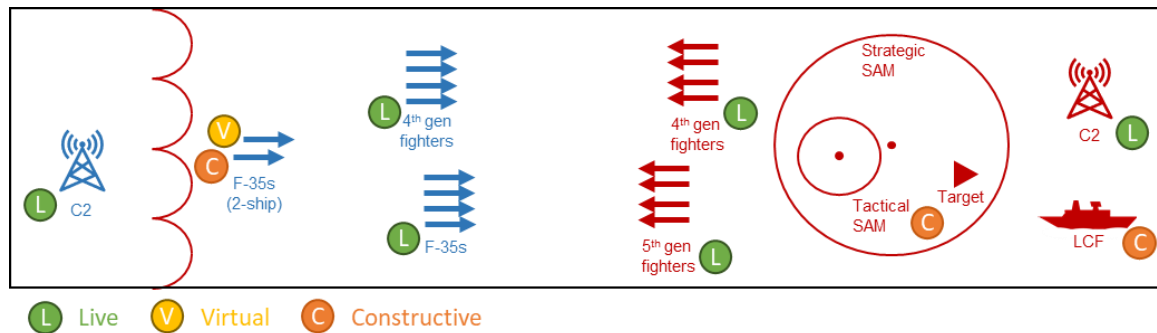 L
C2
V
C
F-35s
(2-ship)
L
4th gen
fighters
L
F-35s
4th gen
fighters
L
5th gen
fighters
L
Strategic
SAM
Tactical
SAM
C
Target
C2
L
LCF
C
L Live
V Virtual
C Constructive